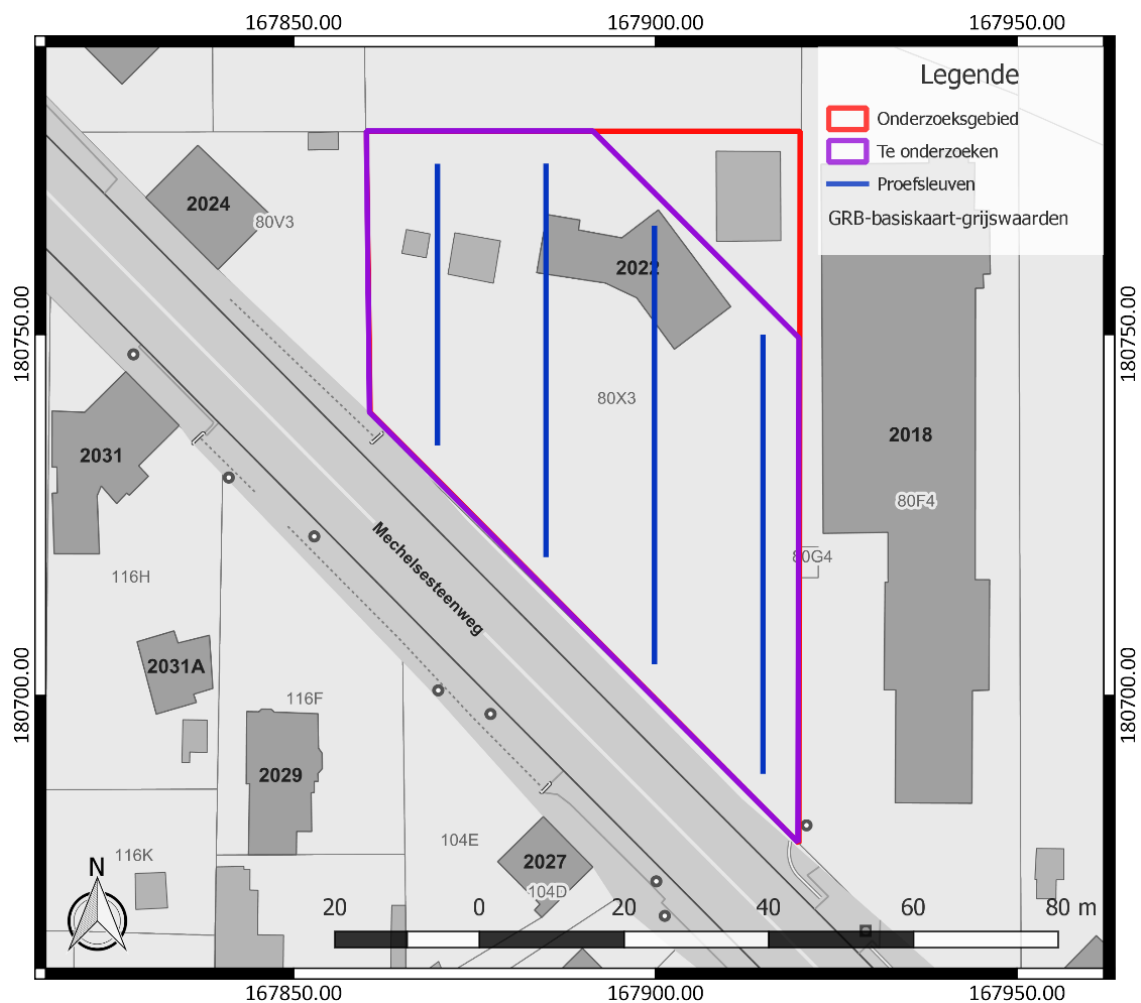 167850.00
167900.00
167950.00
Legende
Onderzoeksgebied
Te onderzoeken
Proefsleuven
GRB-basiskaart-grijswaarden
2024
80V3
2022
180750.00
180750.00
80X3
2018
2031
80F4
80G4
Mechelsesteenweg
116H
2031A
116F
180700.00
180700.00
2029
104E
116K
2027
104D
N
20
0
20
40
60
80 m
167850.00
167900.00
167950.00